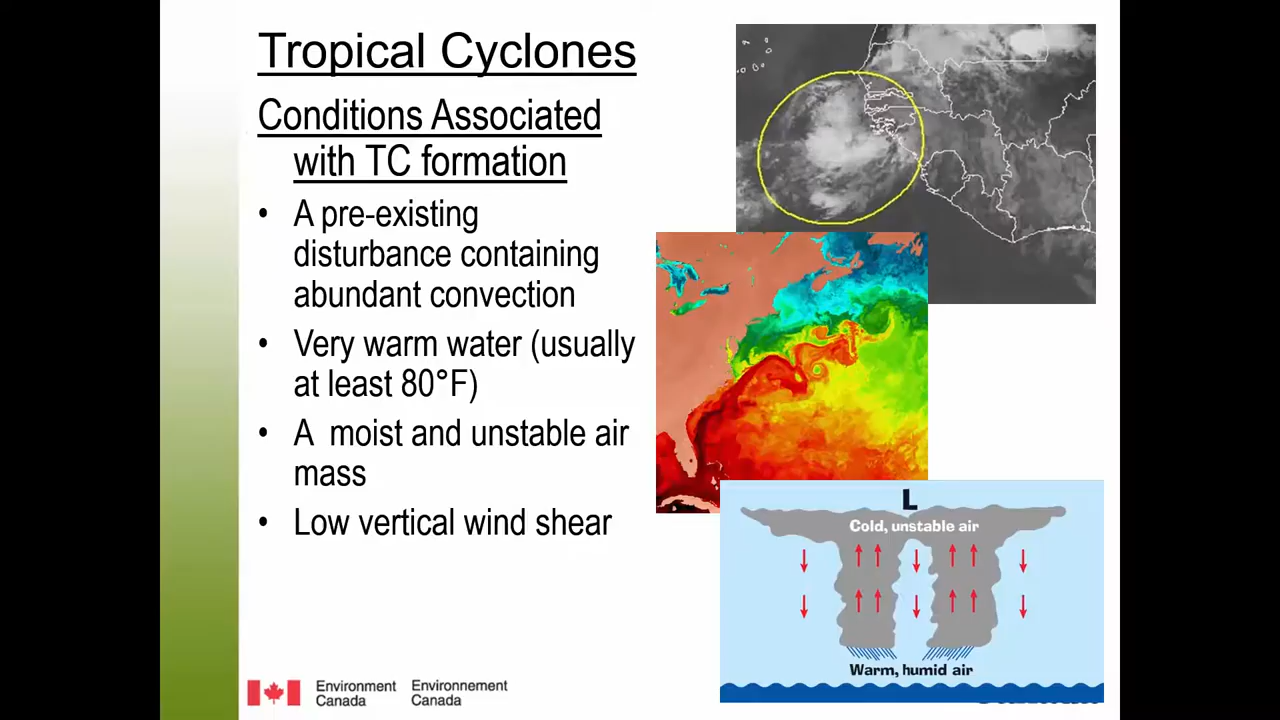 Tropical Cyclones
Conditions Associated
with TC formation
• A pre-existing
disturbance containing
abundant convection
• Very warm water (usually
at least 80°F)
• A  moist and unstable air
mass
• Low vertical wind shear
L
Cold, unstable air
Warm, humid air
Environment
Canada
Environnement
Canada